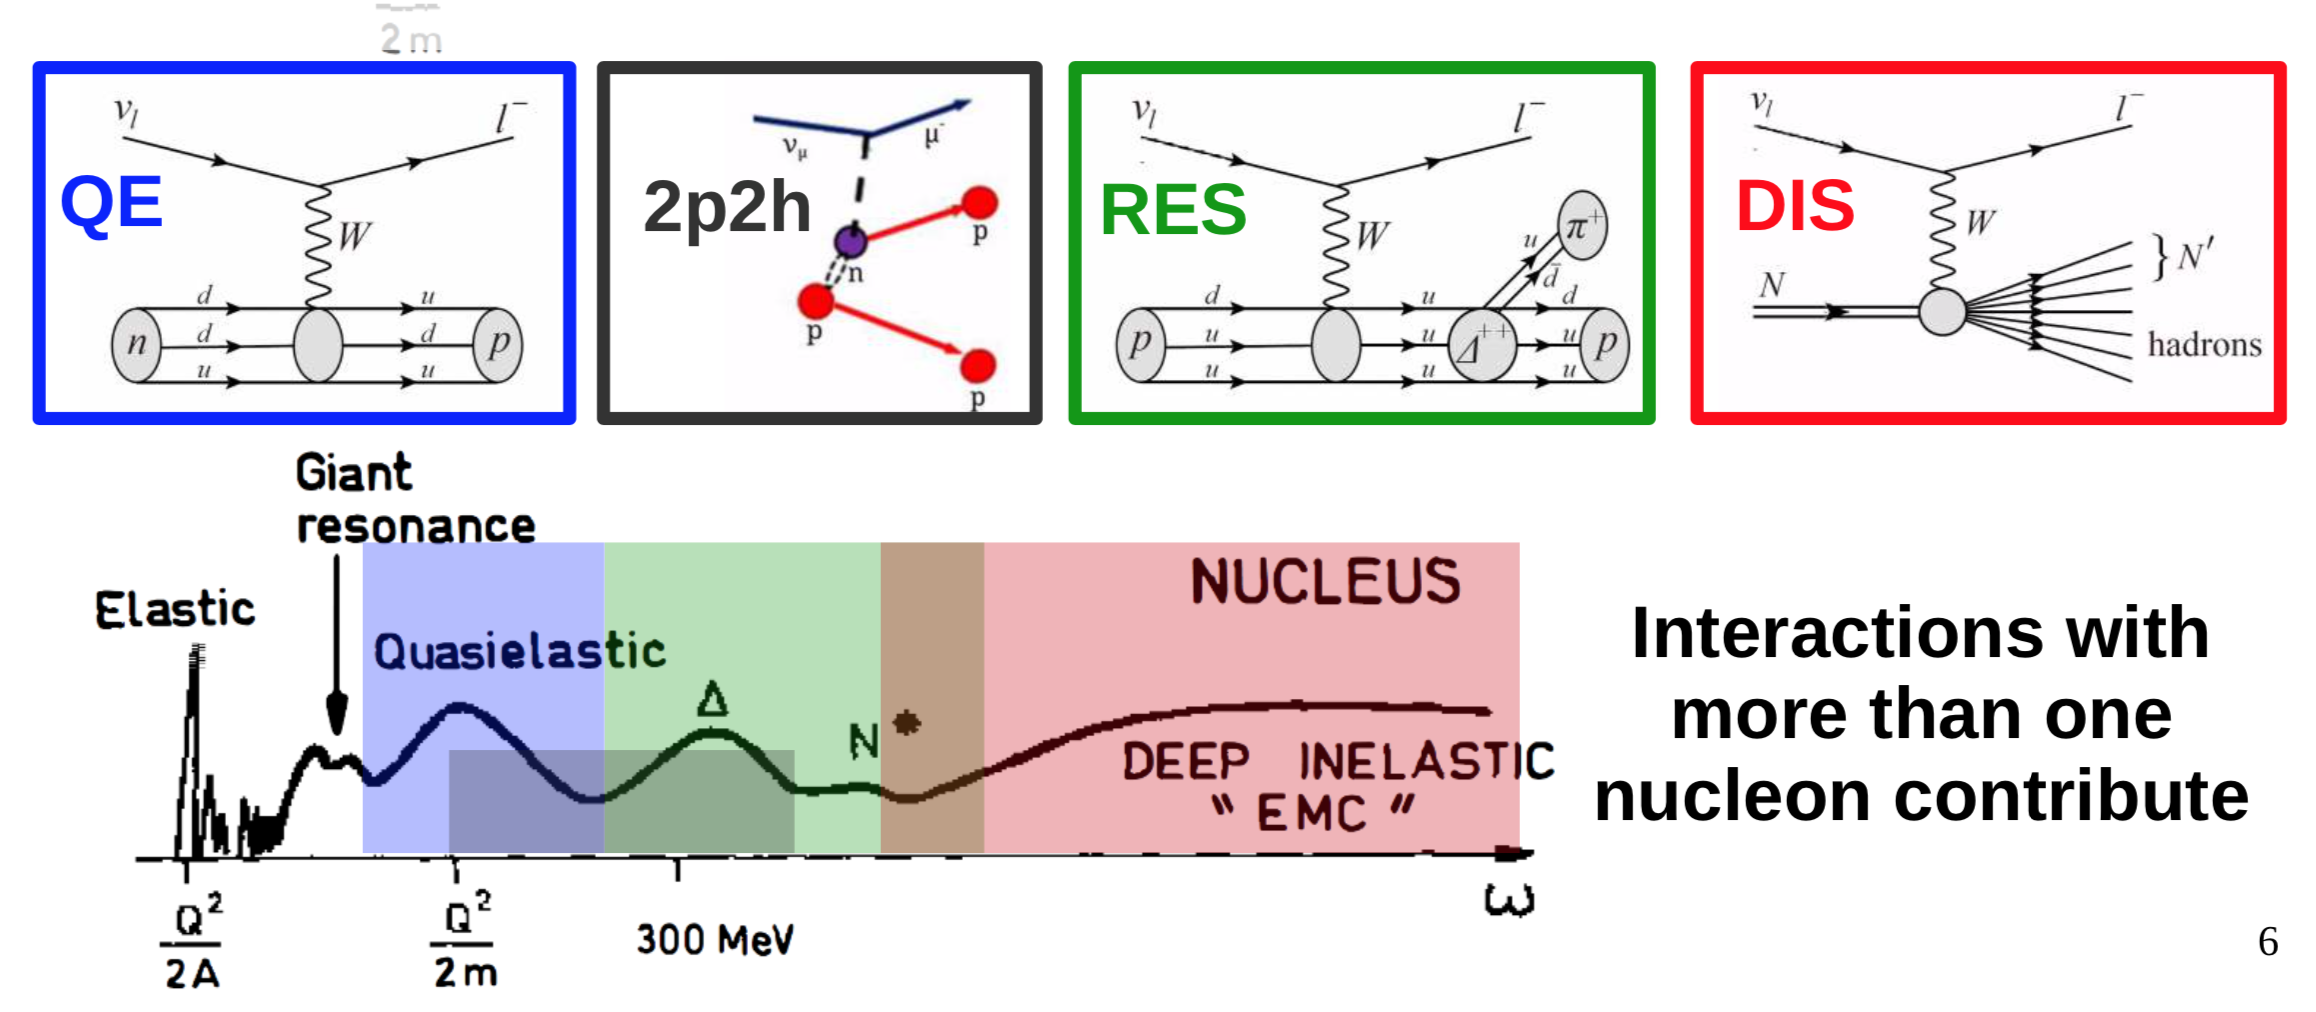 2m
QE
ν_l
l⁻
W
n
d
d
u
u
d
u
p
2p2h
ν_μ
μ⁻
n
p
p
p
RES
ν_l
l⁻
W
p
d
u
u
u
u
u
Δ⁺⁺
u
d̄
π⁺
d
u
u
p
DIS
ν_l
l⁻
W
N
} N′
hadrons
Giant
resonance
Elastic
Quasielastic
Δ
N*
NUCLEUS
DEEP INELASTIC
" EMC "
Q²
2A
Q²
2m
300 MeV
ω
Interactions with
more than one
nucleon contribute
6